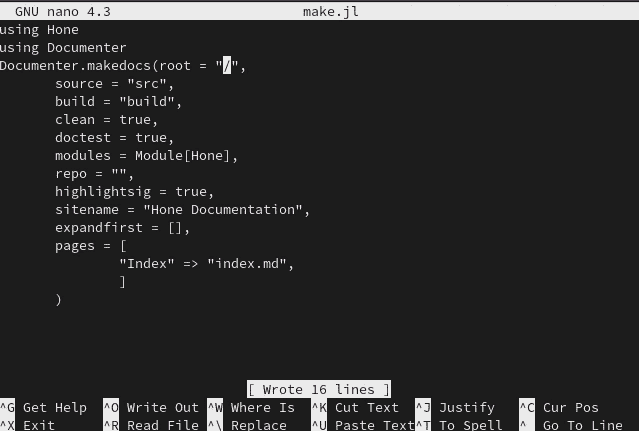 GNU nano 4.3 make.jl
using Hone
using Documenter
Documenter.makedocs(root = "/",
source = "src",
build = "build",
clean = true,
doctest = true,
modules = Module[Hone],
repo = "",
highlightsig = true,
sitename = "Hone Documentation",
expandfirst = [],
pages = [
"Index" => "index.md",
]
)
[ Wrote 16 lines ]
^G Get Help ^O Write Out ^W Where Is ^K Cut Text ^J Justify ^C Cur Pos
^X Exit ^R Read File ^\ Replace ^U Paste Text ^T To Spell ^_ Go To Line